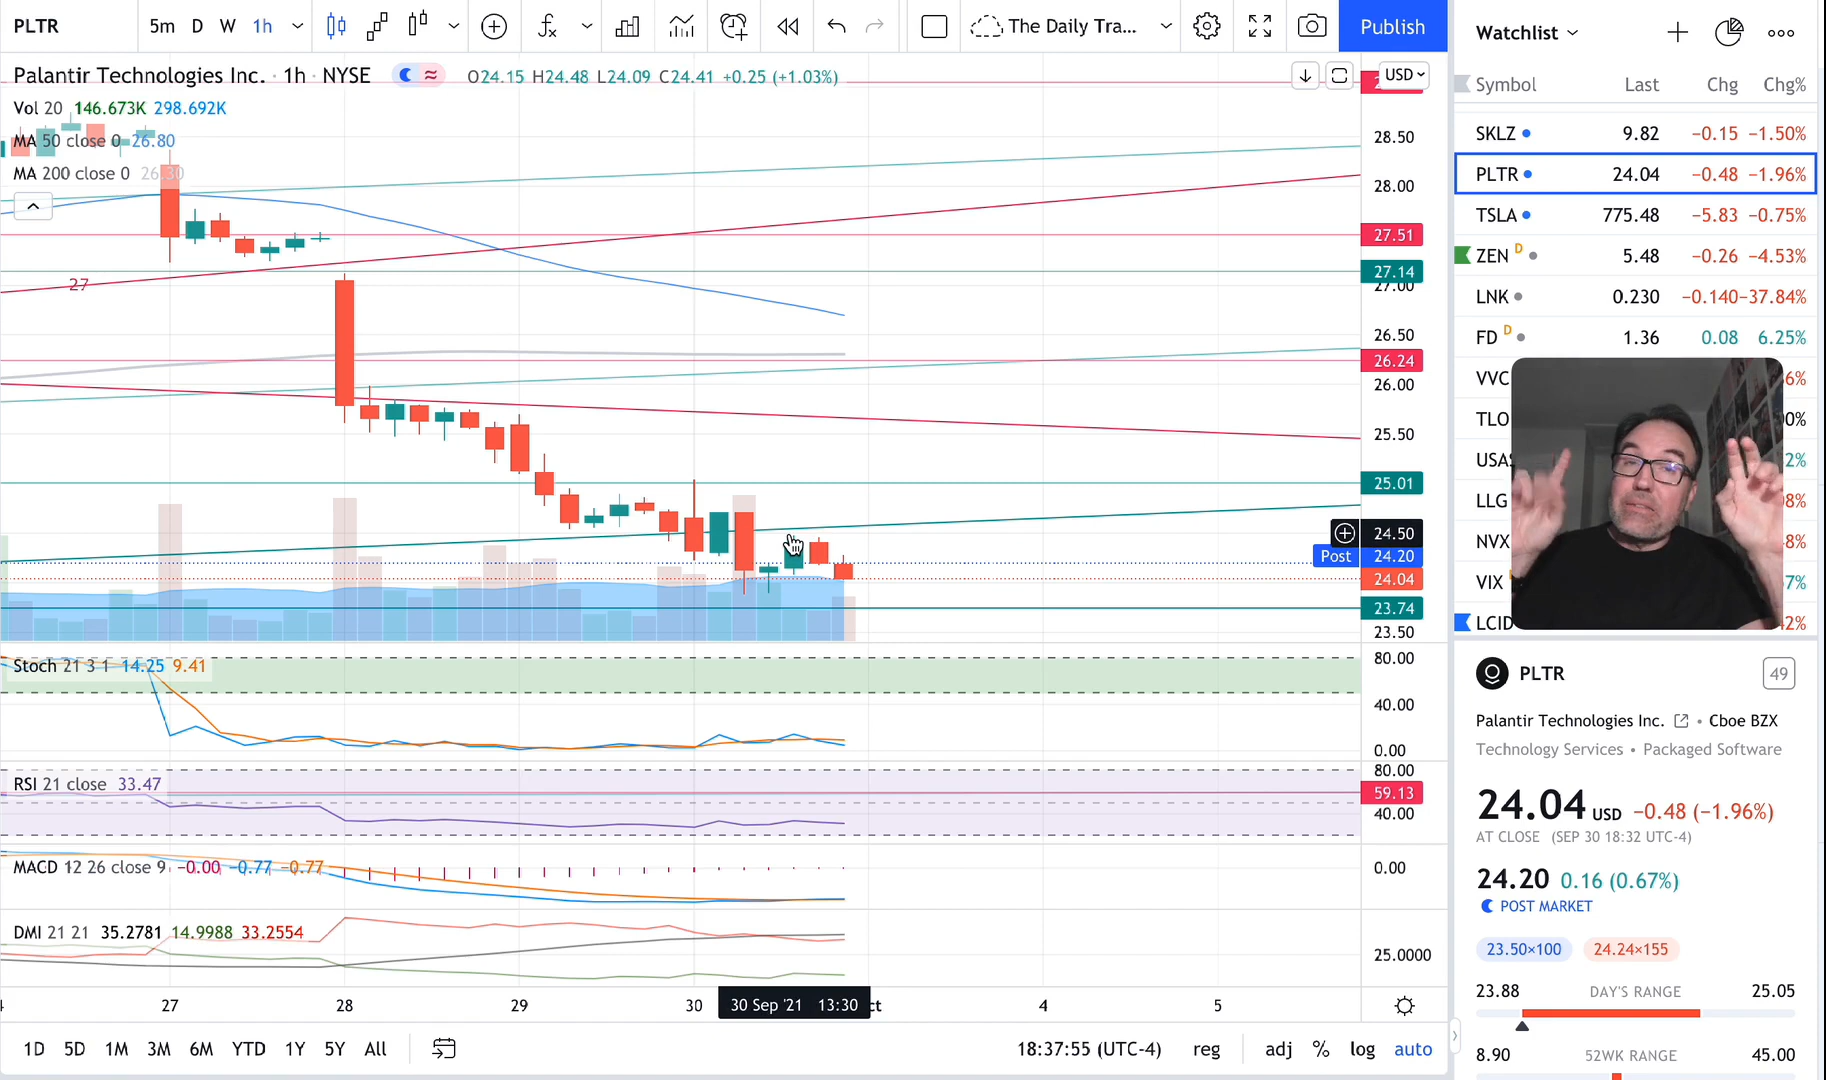 PLTR 5m D W 1h The Daily Tra... Publish
Palantir Technologies Inc. · 1h · NYSE O24.15 H24.48 L24.09 C24.41 +0.25 (+1.03%) USD
Vol 20 146.673K 298.692K
MA 50 close 0 26.80
MA 200 close 0
27
28.50
28.00
27.51
27.14
27.00
26.50
26.24
26.00
25.50
25.01
24.50
Post 24.20
24.04
23.74
23.50
Stoch 21 3 1 14.25 9.41
80.00
40.00
0.00
RSI 21 close 33.47
80.00
59.13
40.00
MACD 12 26 close 9 −0.00 −0.77 −0.77
0.00
DMI 21 21 35.2781 14.9988 33.2554
25.0000
27 28 29 30 30 Sep '21 13:30 ct 4 5
1D 5D 1M 3M 6M YTD 1Y 5Y All 18:37:55 (UTC-4) reg adj % log auto
Watchlist
Symbol Last Chg Chg%
SKLZ 9.82 −0.15 −1.50%
PLTR 24.04 −0.48 −1.96%
TSLA 775.48 −5.83 −0.75%
ZEN D 5.48 −0.26 −4.53%
LNK 0.230 −0.140 −37.84%
FD D 1.36 0.08 6.25%
VVC 6%
TLO 0%
USAS 2%
LLG 8%
NVX 8%
VIX 7%
LCID 42%
PLTR 49
Palantir Technologies Inc. • Cboe BZX
Technology Services • Packaged Software
24.04 USD −0.48 (−1.96%)
AT CLOSE (SEP 30 18:32 UTC-4)
24.20 0.16 (0.67%)
POST MARKET
23.50×100 24.24×155
23.88 DAY'S RANGE 25.05
8.90 52WK RANGE 45.00